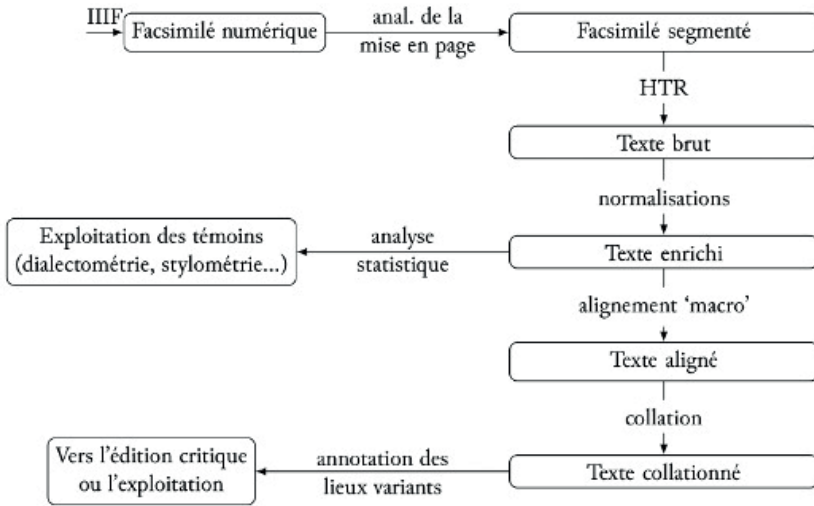 IIIF
Facsimilé numérique
anal. de la
mise en page
Facsimilé segmenté
HTR
Texte brut
normalisations
Exploitation des témoins
(dialectométrie, stylométrie...)
analyse
statistique
Texte enrichi
alignement ‘macro’
Texte aligné
collation
Vers l’édition critique
ou l’exploitation
annotation des
lieux variants
Texte collationné